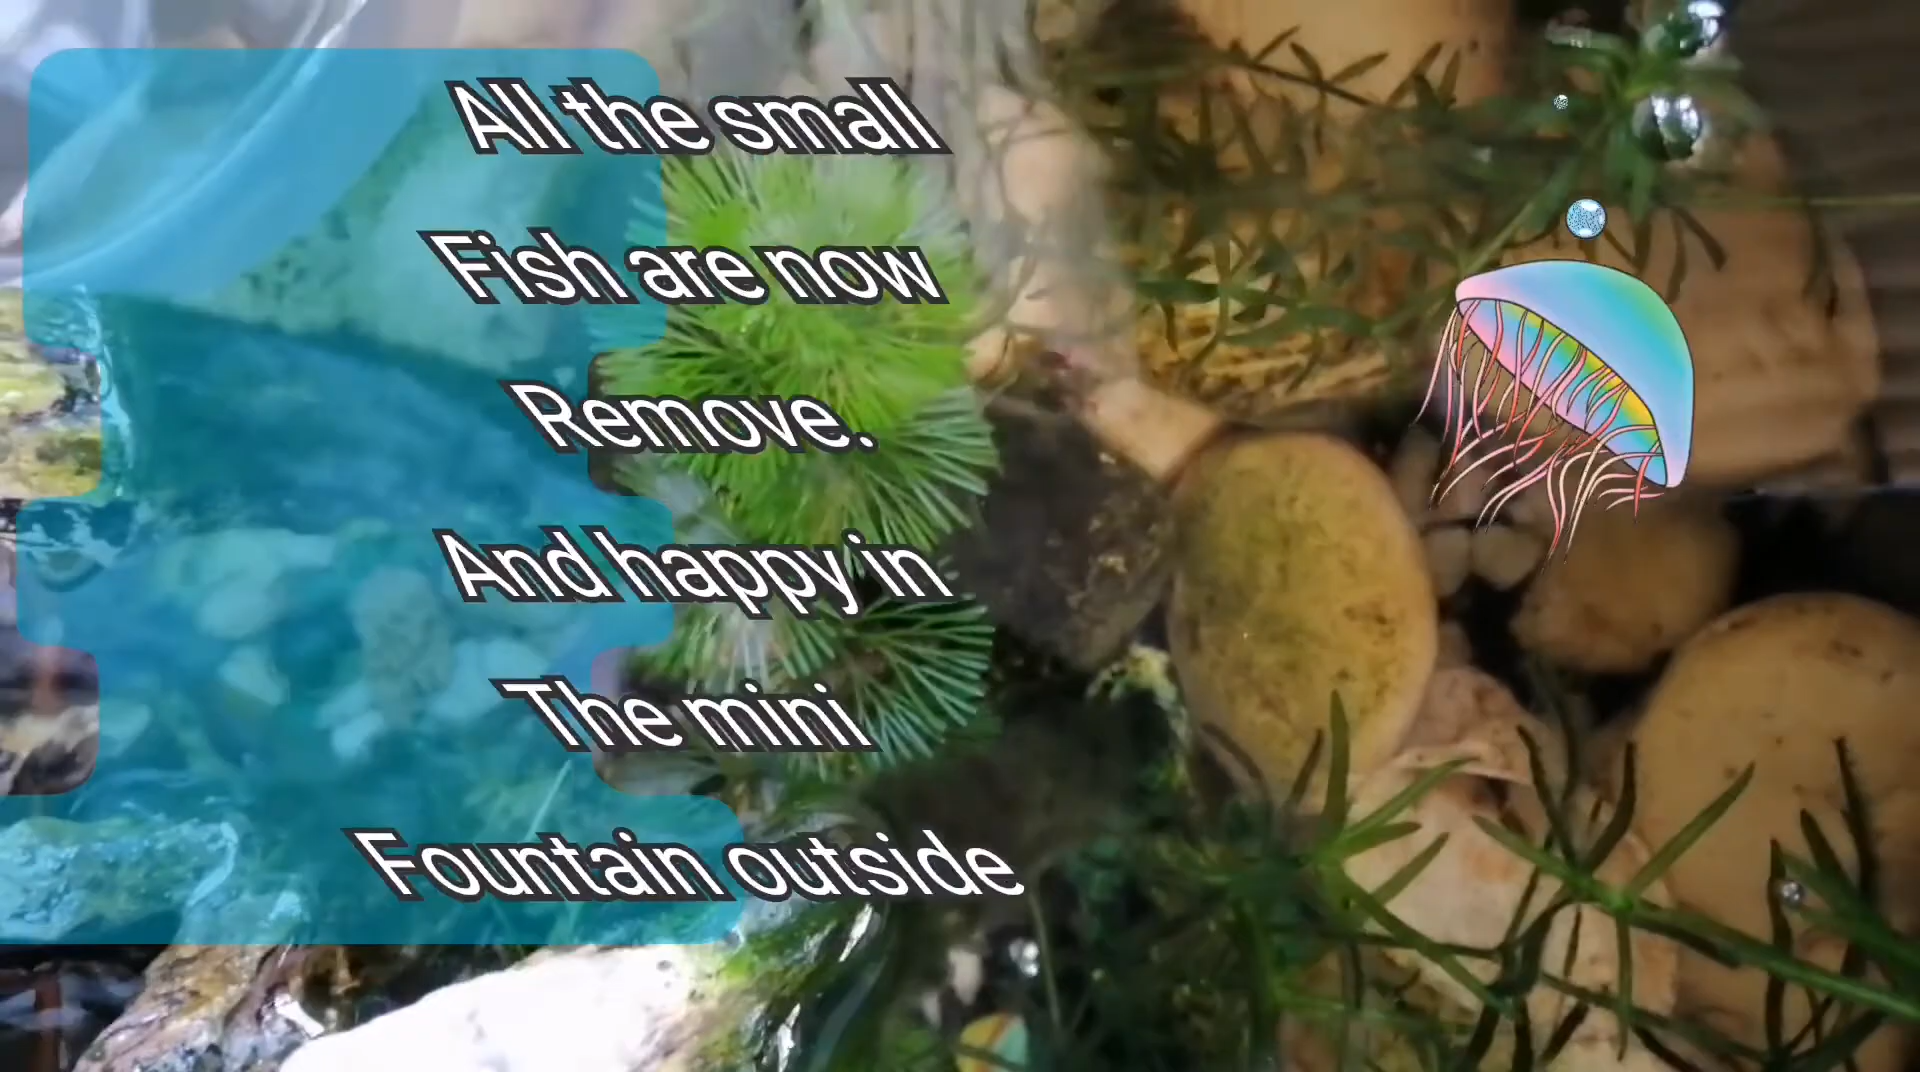 All the small
Fish are now
Remove.
And happy in
The mini
Fountain outside